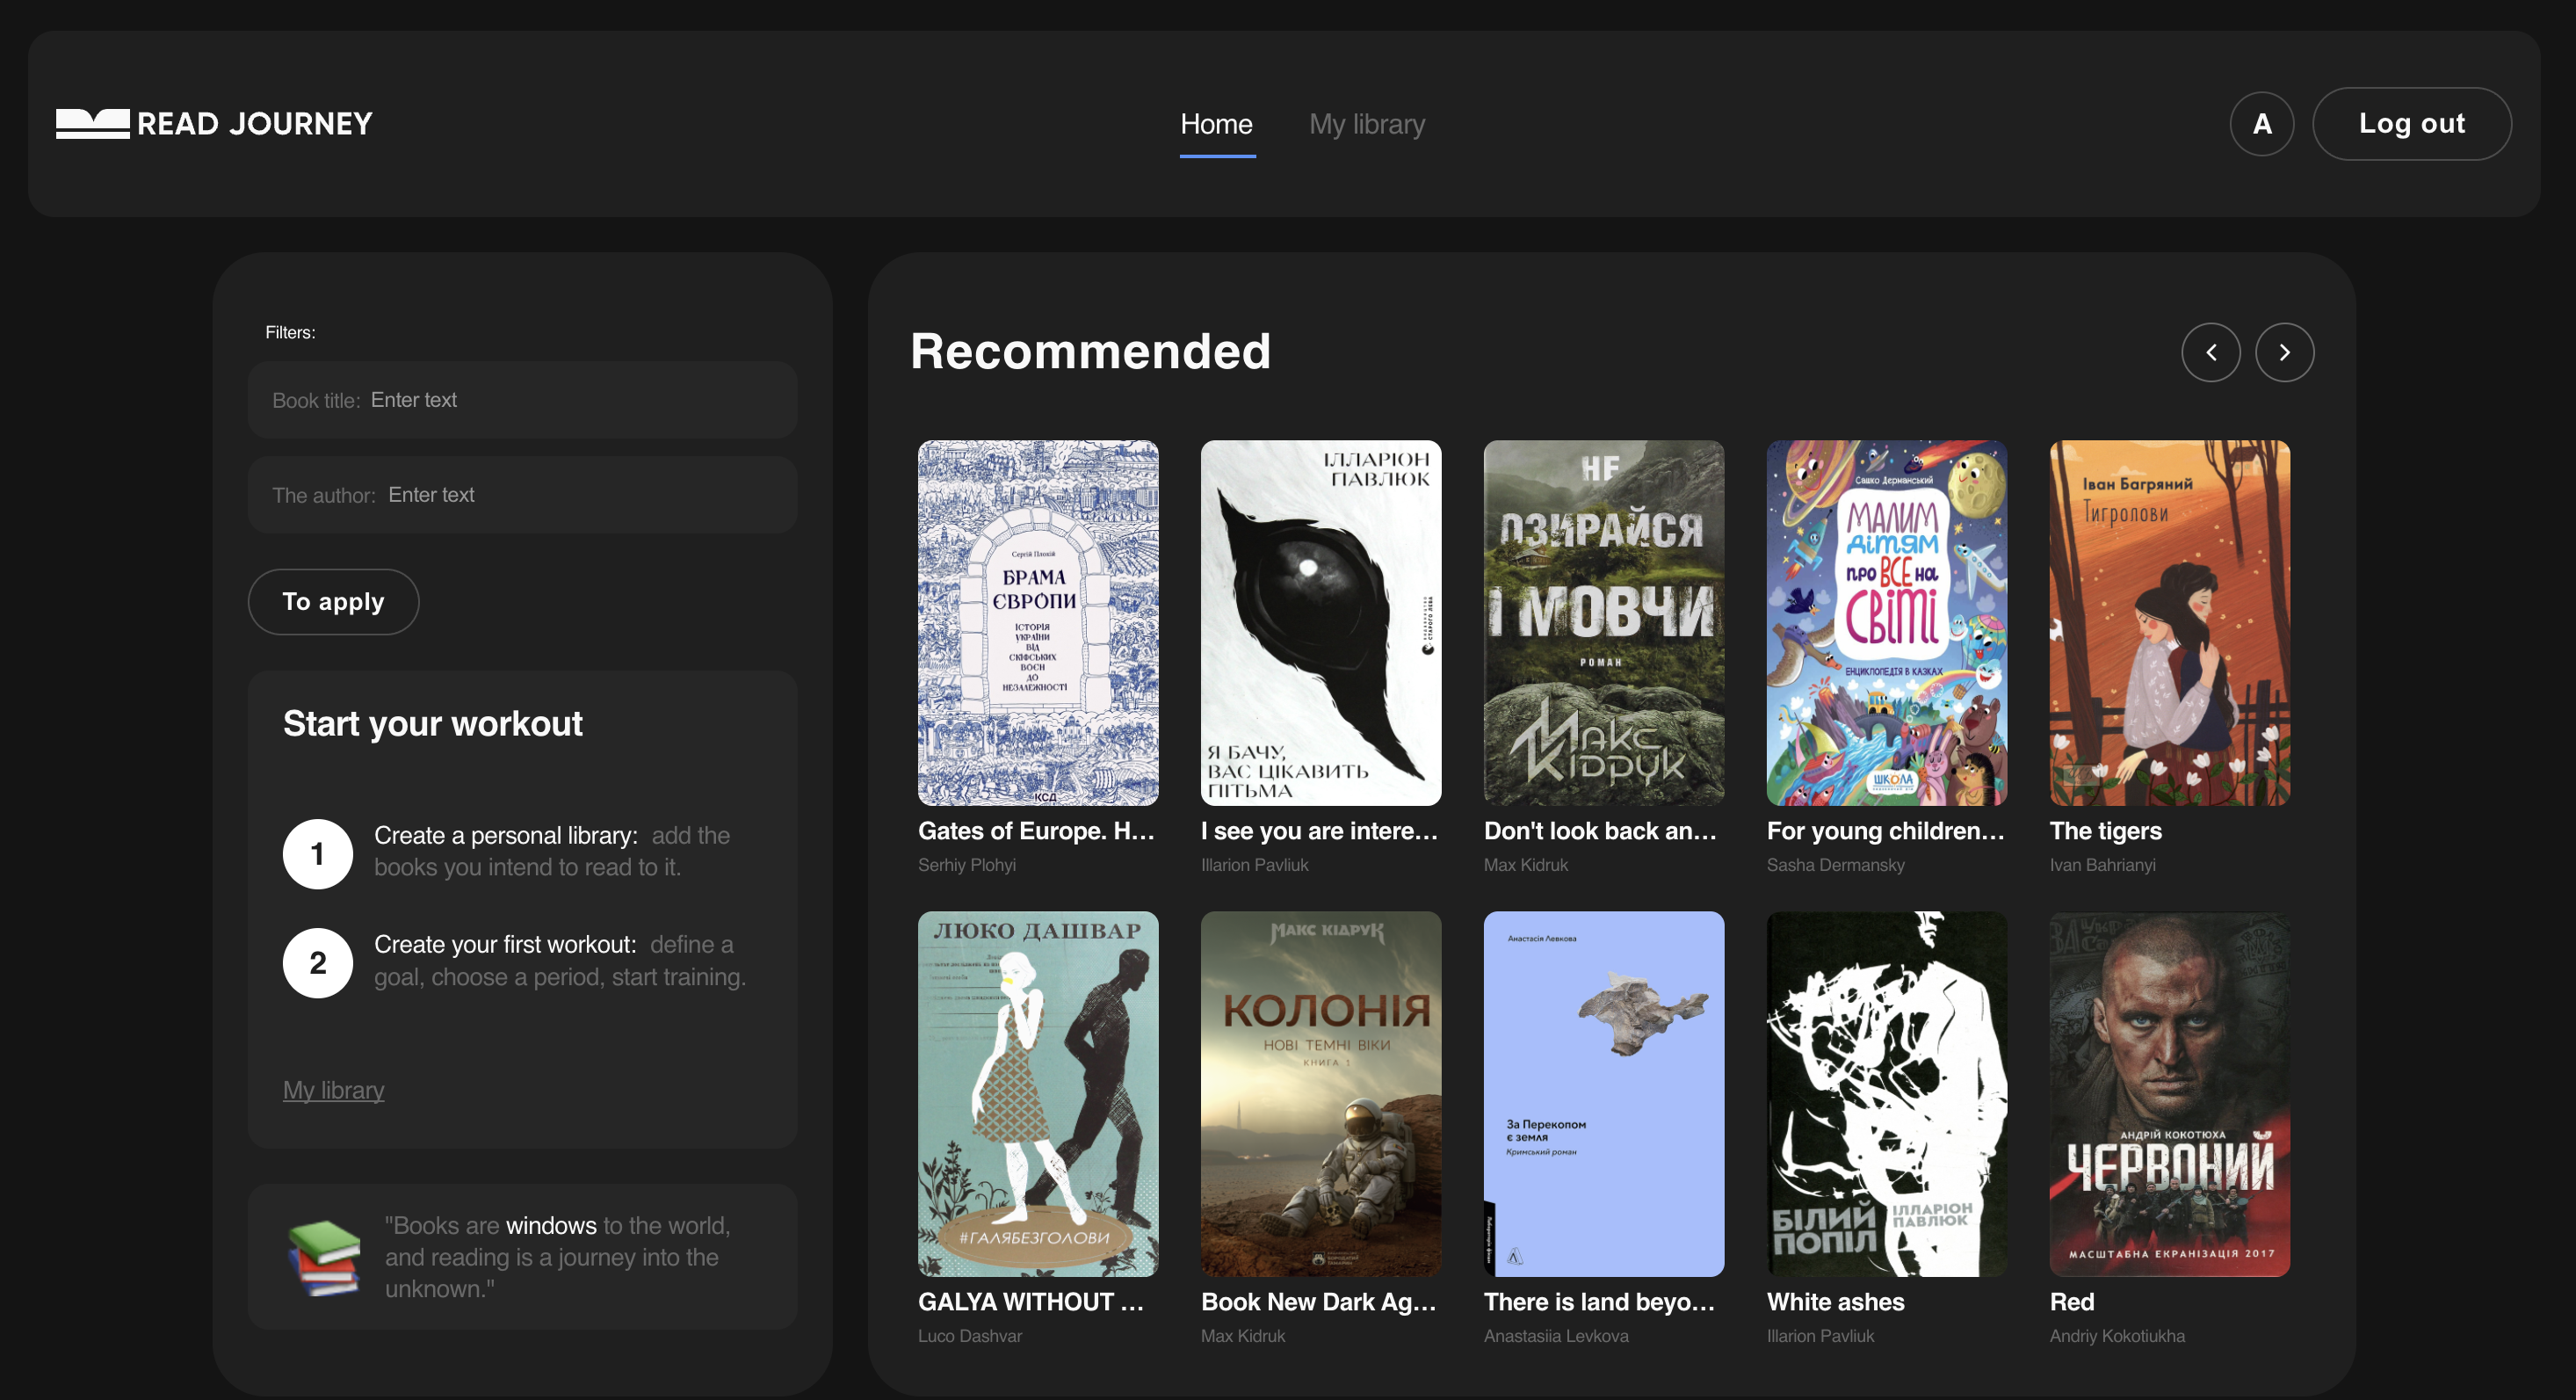 READ JOURNEY
Home
My library
A
Log out
Filters:
Book title: Enter text
The author: Enter text
To apply
Start your workout
1
Create a personal library: add the
books you intend to read to it.
2
Create your first workout: define a
goal, choose a period, start training.
My library
"Books are windows to the world,
and reading is a journey into the
unknown."
Recommended
Сергій Плохій
БРАМА
ЄВРОПИ
ІСТОРІЯ
УКРАЇНИ
ВІД
СКІФСЬКИХ
ВОЄН
ДО
НЕЗАЛЕЖНОСТІ
КСД
Gates of Europe. H...
Serhiy Plohyi
ІЛЛАРІОН
ПАВЛЮК
СТАРОГО ЛЕВА
Я БАЧУ,
ВАС ЦІКАВИТЬ
ПІТЬМА
I see you are intere...
Illarion Pavliuk
НЕ
ОЗИРАЙСЯ
І МОВЧИ
РОМАН
Макс
Кідрук
Don't look back an...
Max Kidruk
Сашко Дерманський
МАЛИМ
дітям
про ВСЕ на
СВІТІ
ЕНЦИКЛОПЕДІЯ В КАЗКАХ
ШКОЛА
For young children...
Sasha Dermansky
Іван Багряний
Тигролови
The tigers
Ivan Bahrianyi
ЛЮКО ДАШВАР
#ГАЛЯБЕЗГОЛОВИ
GALYA WITHOUT ...
Luco Dashvar
МАКС КІДРУК
КОЛОНІЯ
НОВІ ТЕМНІ ВІКИ
КНИГА 1
Book New Dark Ag...
Max Kidruk
Анастасія Левкова
За Перекопом
є земля
Кримський роман
There is land beyo...
Anastasiia Levkova
БІЛИЙ
ПОПІЛ
ІЛЛАРІОН
ПАВЛЮК
White ashes
Illarion Pavliuk
АНДРІЙ КОКОТЮХА
ЧЕРВОНИЙ
МАСШТАБНА ЕКРАНІЗАЦІЯ 2017
Red
Andriy Kokotiukha